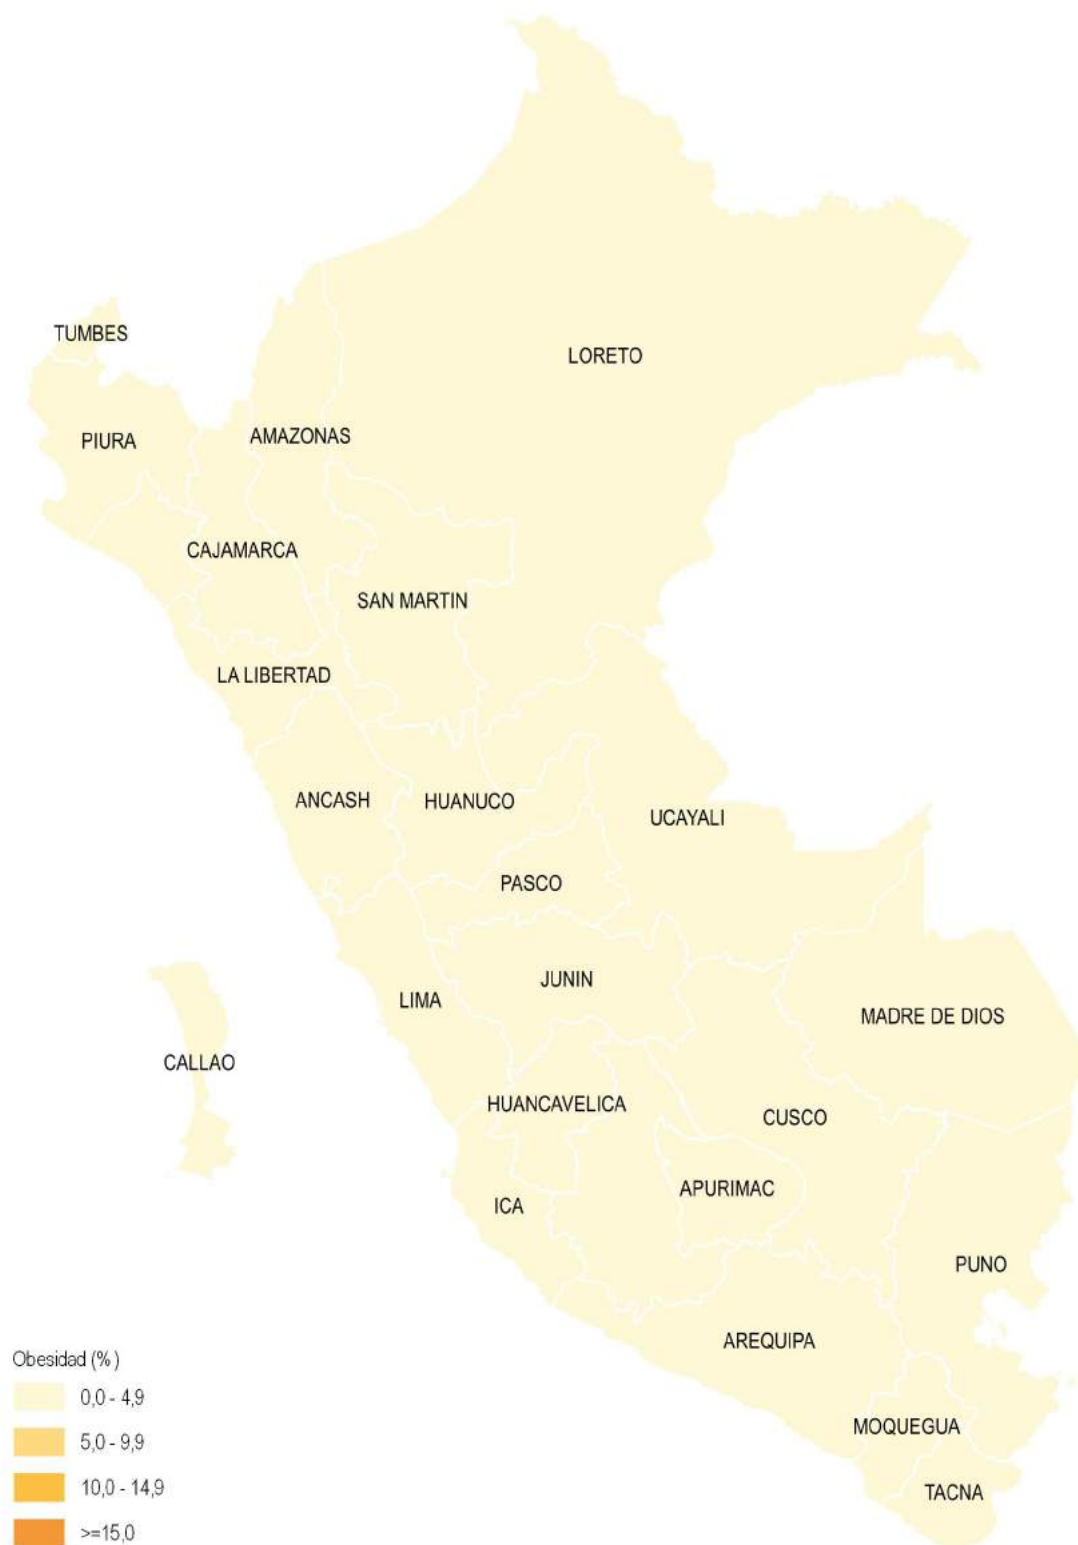 TUMBES
LORETO
PIURA
AMAZONAS
CAJAMARCA
SAN MARTIN
LA LIBERTAD
ANCASH
HUANUCO
UCAYALI
PASCO
JUNIN
LIMA
MADRE DE DIOS
CALLAO
HUANCAVELICA
CUSCO
APURIMAC
ICA
PUNO
AREQUIPA
Obesidad (%)
0,0 - 4,9
5,0 - 9,9
10,0 - 14,9
>=15,0
MOQUEGUA
TACNA